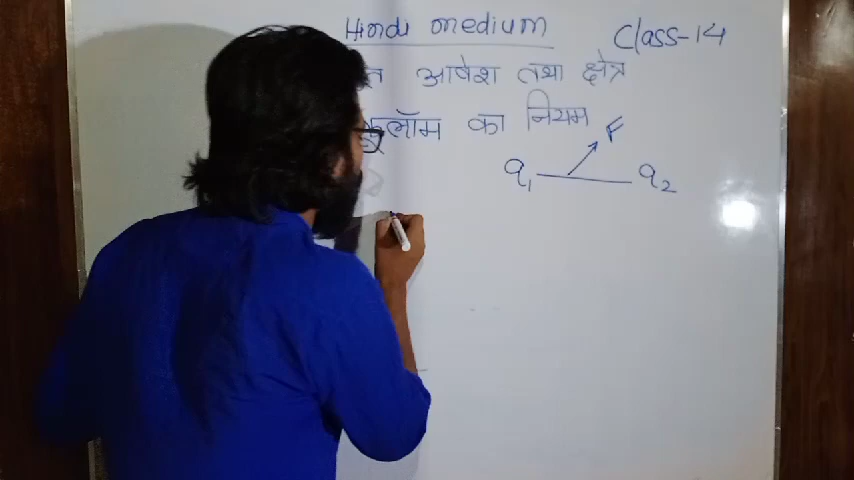 Hindi medium
Class-14
आवेश तथा क्षेत्र
कूलॉम का नियम
F
q₁ q₂